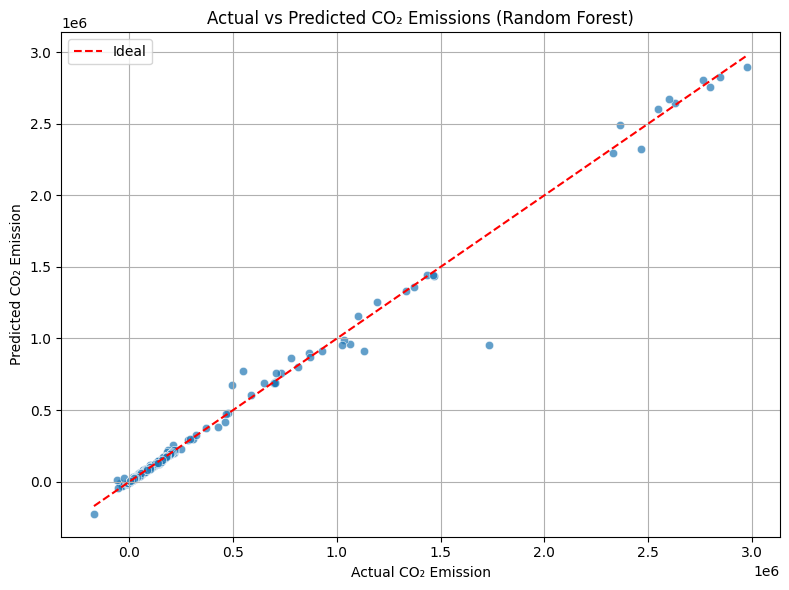 Actual vs Predicted CO₂ Emissions (Random Forest)
1e6
Ideal
Predicted CO₂ Emission
3.0
2.5
2.0
1.5
1.0
0.5
0.0
0.0 0.5 1.0 1.5 2.0 2.5 3.0
1e6
Actual CO₂ Emission